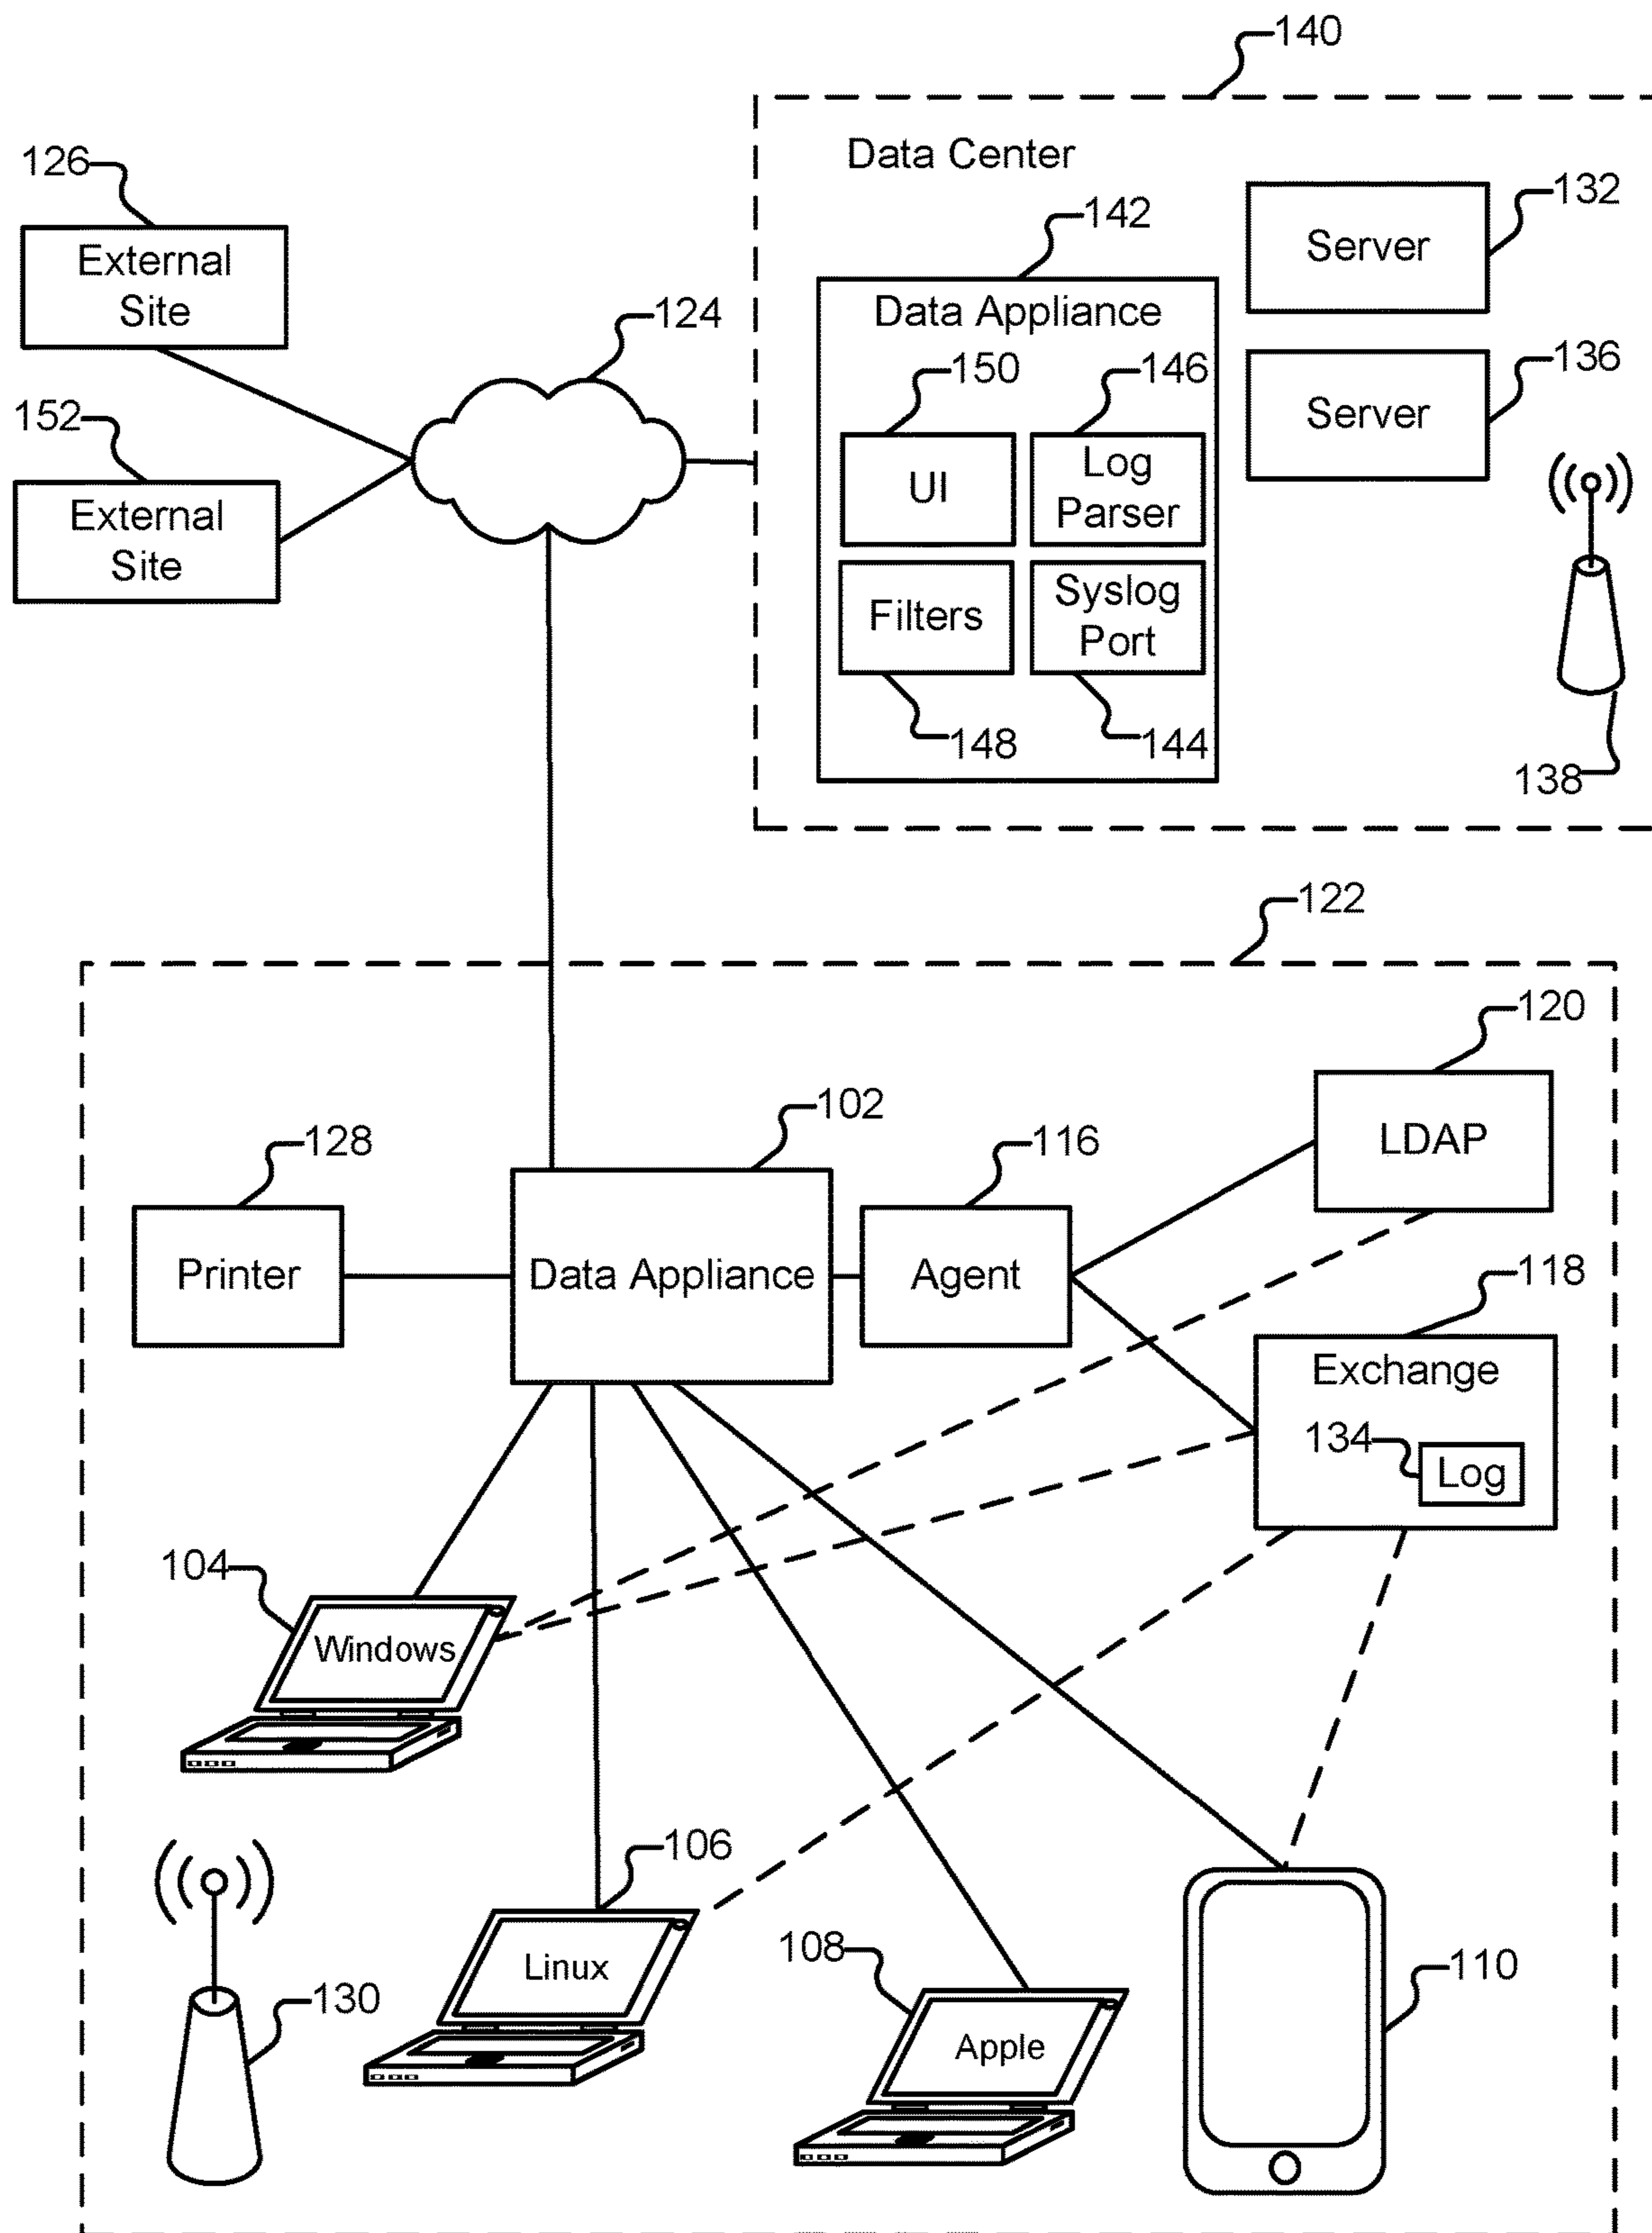 140
126
Data Center
132
142
Server
External
Site
124
Data Appliance
136
150
146
Server
152
UI
Log
Parser
External
Site
Filters
Syslog
Port
148
144
138
122
120
102
128
116
LDAP
Printer
Data Appliance
Agent
118
Exchange
134
Log
104
Windows
106
108
Linux
110
130
Apple